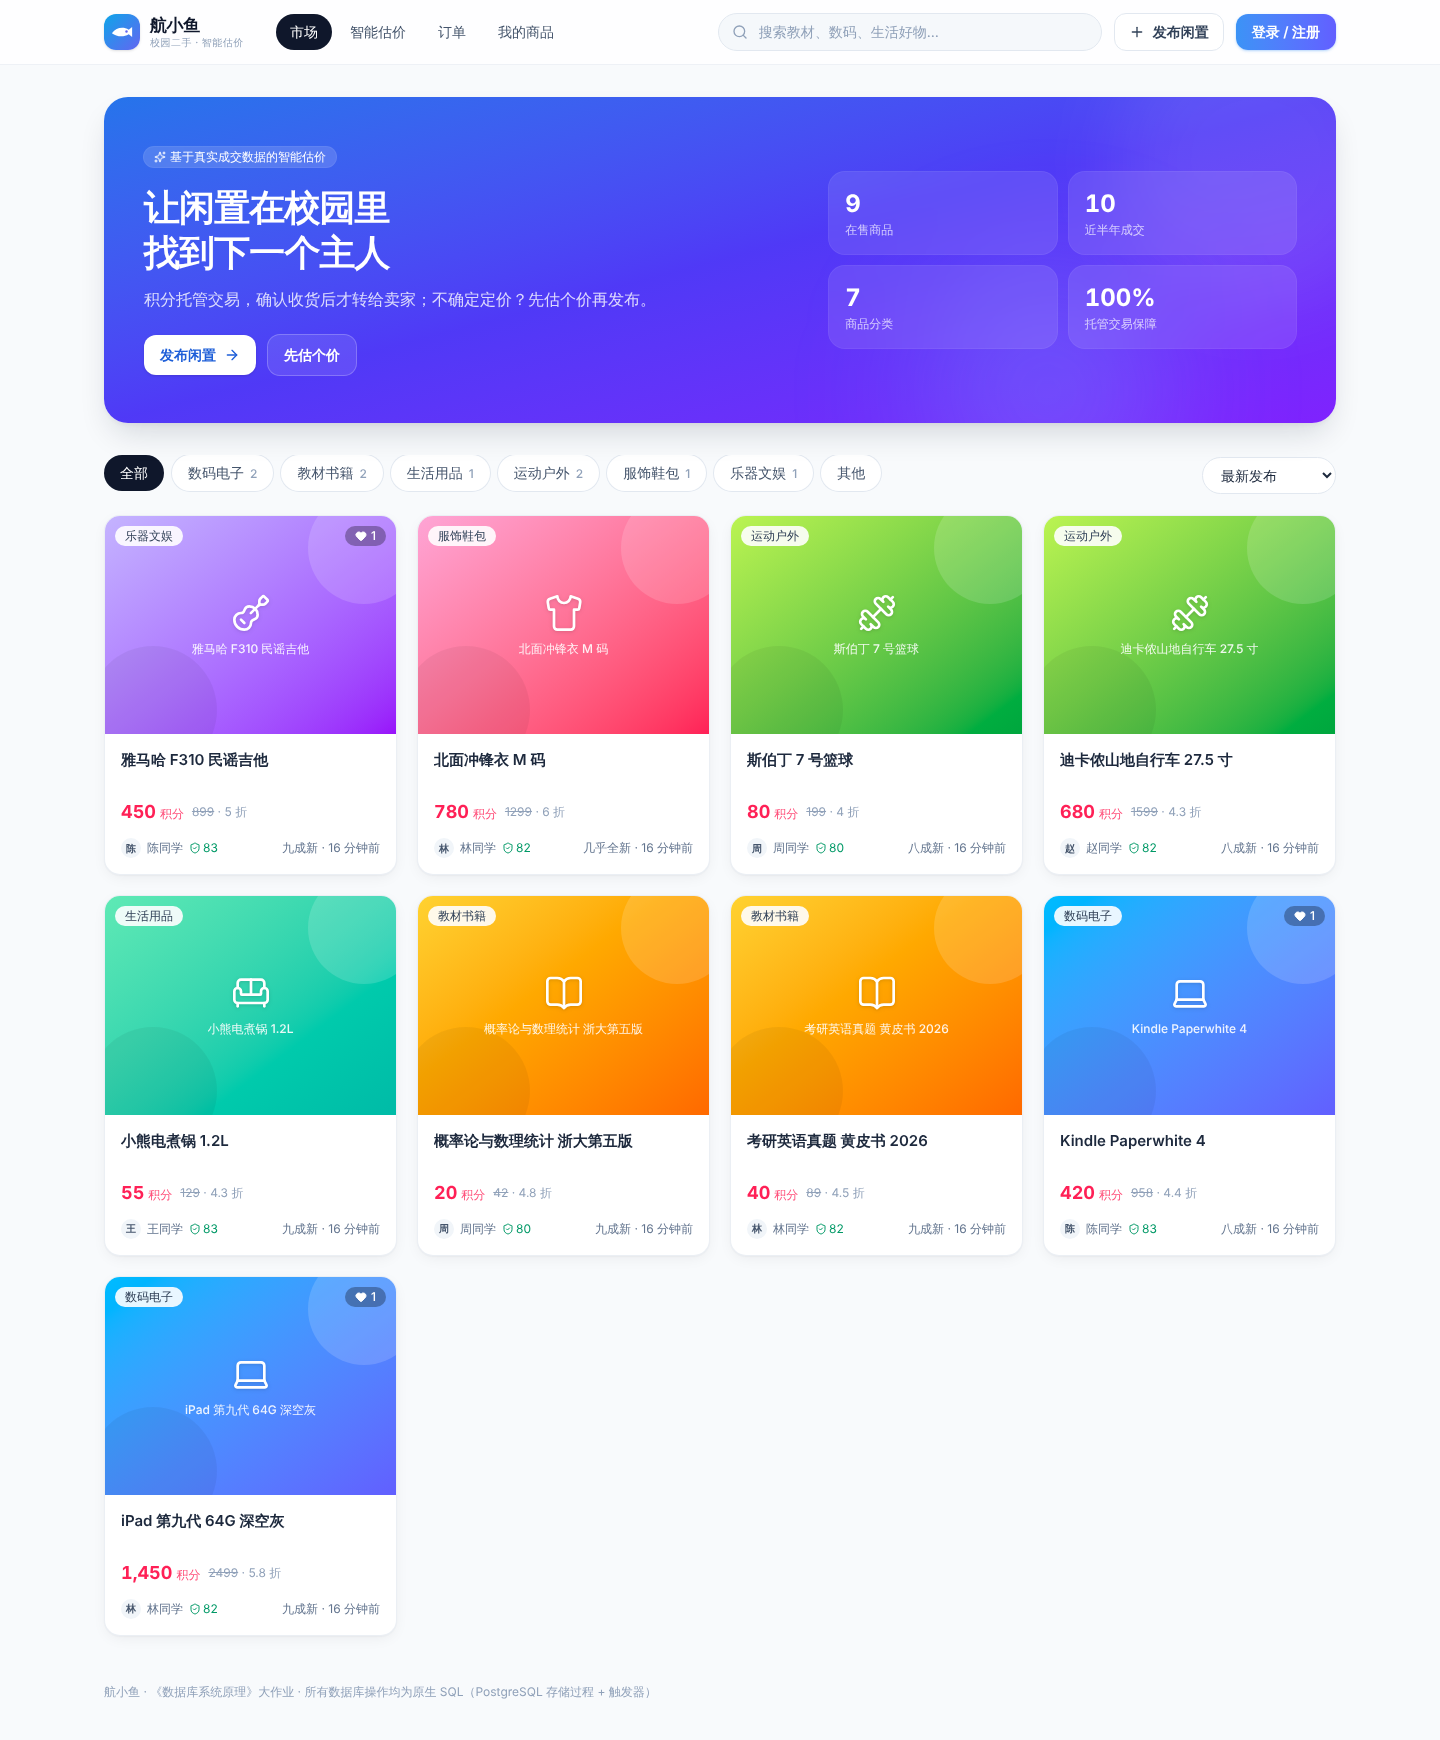 航小鱼
校园二手 · 智能估价
市场
智能估价
订单
我的商品
搜索教材、数码、生活好物...
发布闲置
登录 / 注册
基于真实成交数据的智能估价
让闲置在校园里
找到下一个主人
积分托管交易，确认收货后才转给卖家；不确定定价？先估个价再发布。
发布闲置
先估个价
9
在售商品
10
近半年成交
7
商品分类
100%
托管交易保障
全部
数码电子 2
教材书籍 2
生活用品 1
运动户外 2
服饰鞋包 1
乐器文娱 1
其他
最新发布
乐器文娱
1
雅马哈 F310 民谣吉他
雅马哈 F310 民谣吉他
450 积分 899 · 5 折
陈 陈同学 83 九成新 · 16 分钟前
服饰鞋包
北面冲锋衣 M 码
北面冲锋衣 M 码
780 积分 1299 · 6 折
林 林同学 82 几乎全新 · 16 分钟前
运动户外
斯伯丁 7 号篮球
斯伯丁 7 号篮球
80 积分 199 · 4 折
周 周同学 80 八成新 · 16 分钟前
运动户外
迪卡侬山地自行车 27.5 寸
迪卡侬山地自行车 27.5 寸
680 积分 1599 · 4.3 折
赵 赵同学 82 八成新 · 16 分钟前
生活用品
小熊电煮锅 1.2L
小熊电煮锅 1.2L
55 积分 129 · 4.3 折
王 王同学 83 九成新 · 16 分钟前
教材书籍
概率论与数理统计 浙大第五版
概率论与数理统计 浙大第五版
20 积分 42 · 4.8 折
周 周同学 80 九成新 · 16 分钟前
教材书籍
考研英语真题 黄皮书 2026
考研英语真题 黄皮书 2026
40 积分 89 · 4.5 折
林 林同学 82 九成新 · 16 分钟前
数码电子
1
Kindle Paperwhite 4
Kindle Paperwhite 4
420 积分 958 · 4.4 折
陈 陈同学 83 八成新 · 16 分钟前
数码电子
1
iPad 第九代 64G 深空灰
iPad 第九代 64G 深空灰
1,450 积分 2499 · 5.8 折
林 林同学 82 九成新 · 16 分钟前
航小鱼 · 《数据库系统原理》大作业 · 所有数据库操作均为原生 SQL（PostgreSQL 存储过程 + 触发器）